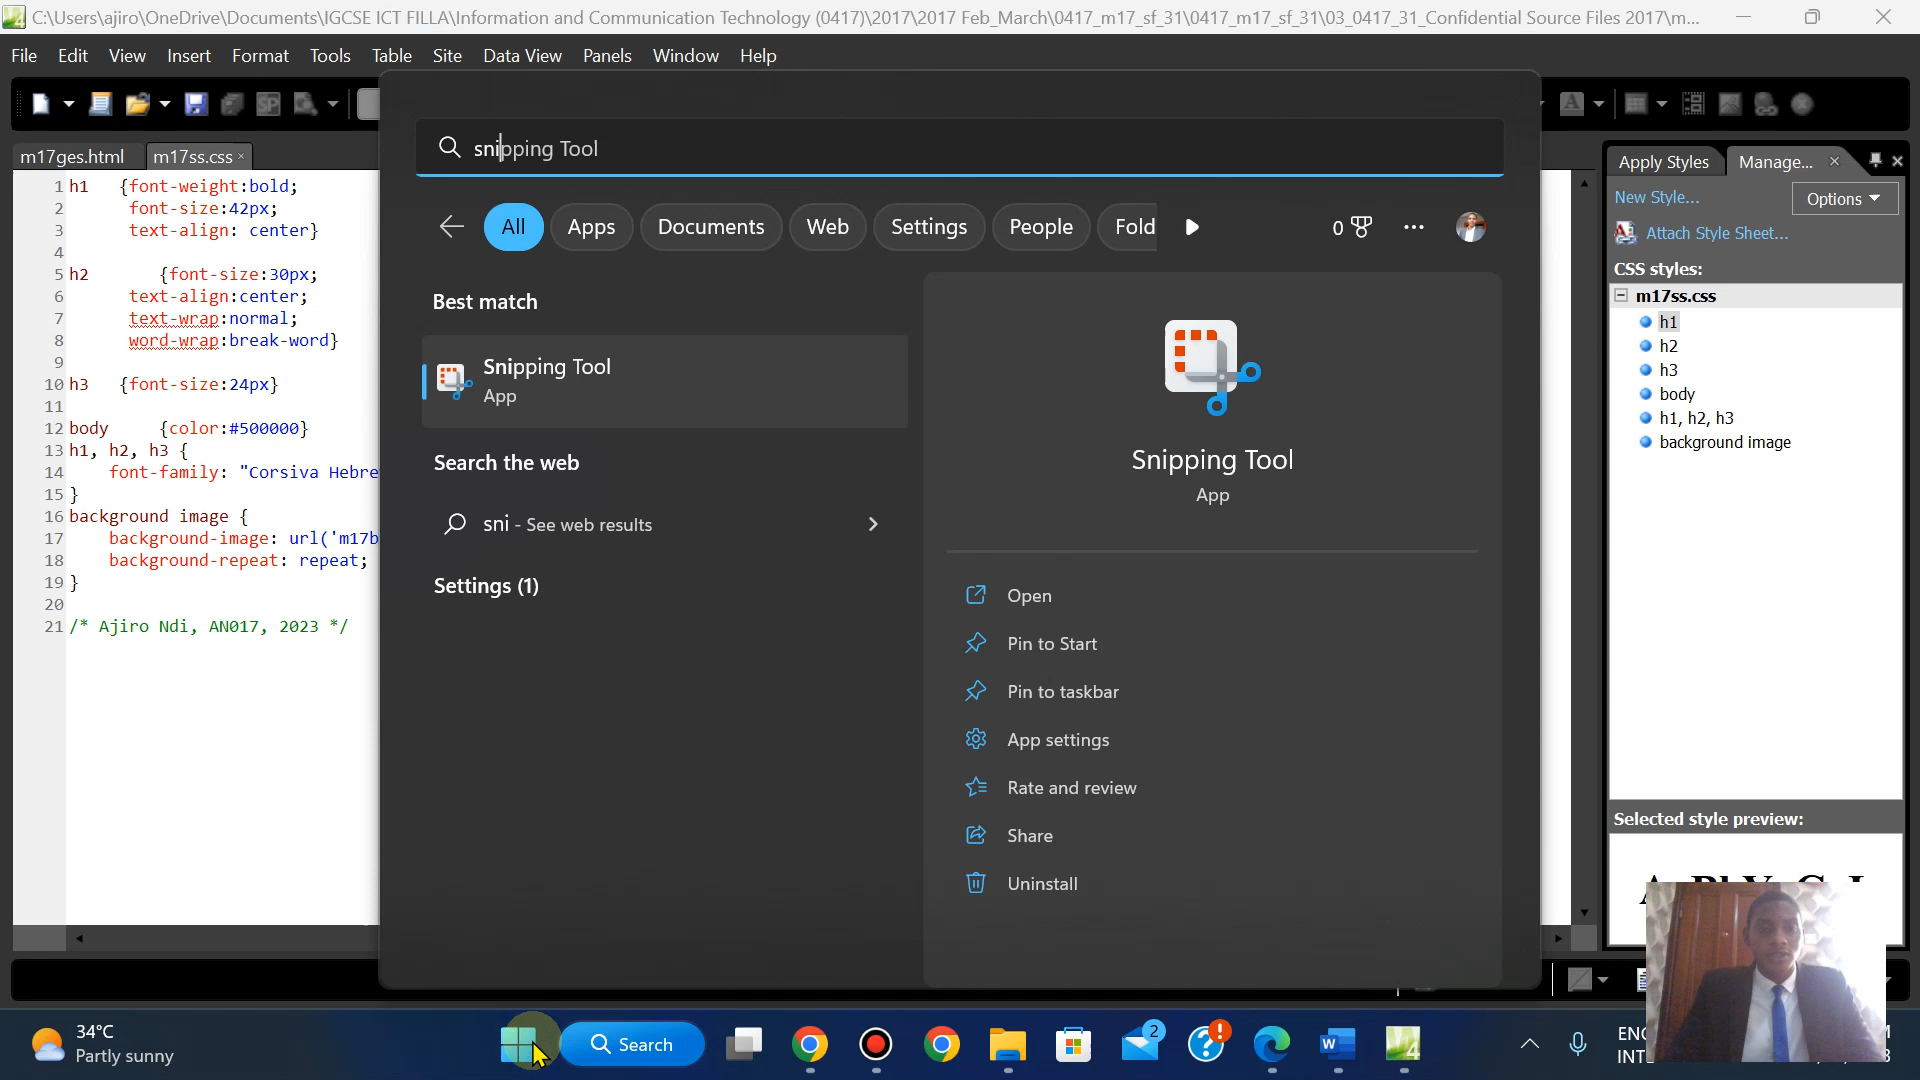 C:\Users\ajiro\OneDrive\Documents\IGCSE ICT FILLA\Information and Communication Technology (0417)\2017\2017 Feb_March\0417_m17_sf_31\0417_m17_sf_31\03_0417_31_Confidential Source Files 2017\m...
File Edit View Insert Format Tools Table Site Data View Panels Window Help
m17ges.html m17ss.css
snipping Tool
All Apps Documents Web Settings People Fold 0
Best match
Snipping Tool
App
Search the web
sni - See web results
Settings (1)
Snipping Tool
App
Open
Pin to Start
Pin to taskbar
App settings
Rate and review
Share
Uninstall
1 h1 {font-weight:bold;
2 font-size:42px;
3 text-align: center}
4
5 h2 {font-size:30px;
6 text-align:center;
7 text-wrap:normal;
8 word-wrap:break-word}
9
10 h3 {font-size:24px}
11
12 body {color:#500000}
13 h1, h2, h3 {
14 font-family: "Corsiva Hebre
15 }
16 background image {
17 background-image: url('m17b
18 background-repeat: repeat;
19 }
20
21 /* Ajiro Ndi, AN017, 2023 */
Apply Styles Manage...
New Style... Options
Attach Style Sheet...
CSS styles:
m17ss.css
h1
h2
h3
body
h1, h2, h3
background image
Selected style preview:
34°C
Partly sunny
Search
2
ENG